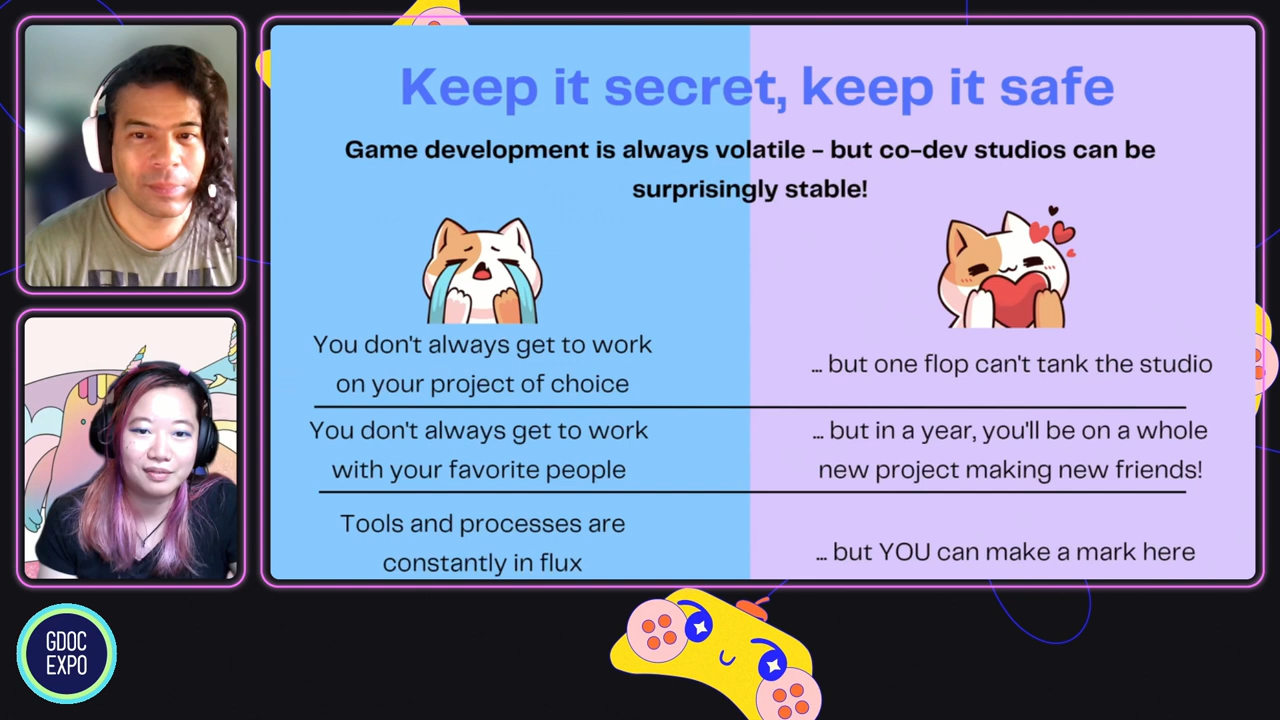 Keep it secret, keep it safe
Game development is always volatile - but co-dev studios can be
surprisingly stable!
You don't always get to work
on your project of choice
... but one flop can't tank the studio
You don't always get to work
with your favorite people
... but in a year, you'll be on a whole
new project making new friends!
Tools and processes are
constantly in flux
... but YOU can make a mark here
GDOC
EXPO